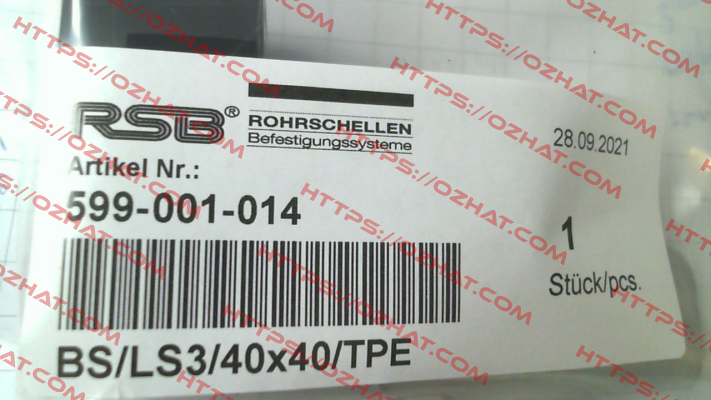 RSB®
ROHRSCHELLEN
Befestigungssysteme
28.09.2021
Artikel Nr.:
599-001-014
1
Stück/pcs.
BS/LS3/40x40/TPE
HTTPS://OZHAT.COM